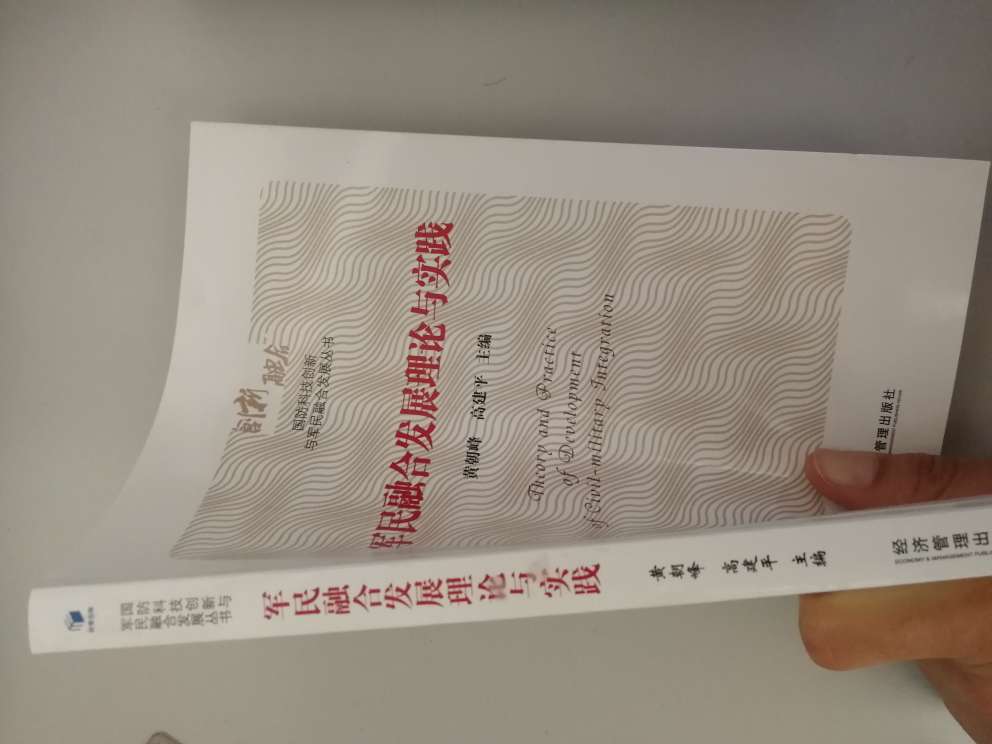 创新 融合
国防科技创新
与军民融合发展丛书
军民融合发展理论与实践
黄朝峰 高建平 主编
Theory and Practice
of Development
of Civil-military Integration
管理出版社
国防科技创新与
军民融合发展丛书
军民融合发展理论与实践
黄朝峰 高建平 主编
经济管理出
ECONOMY & MANAGEMENT PUBL